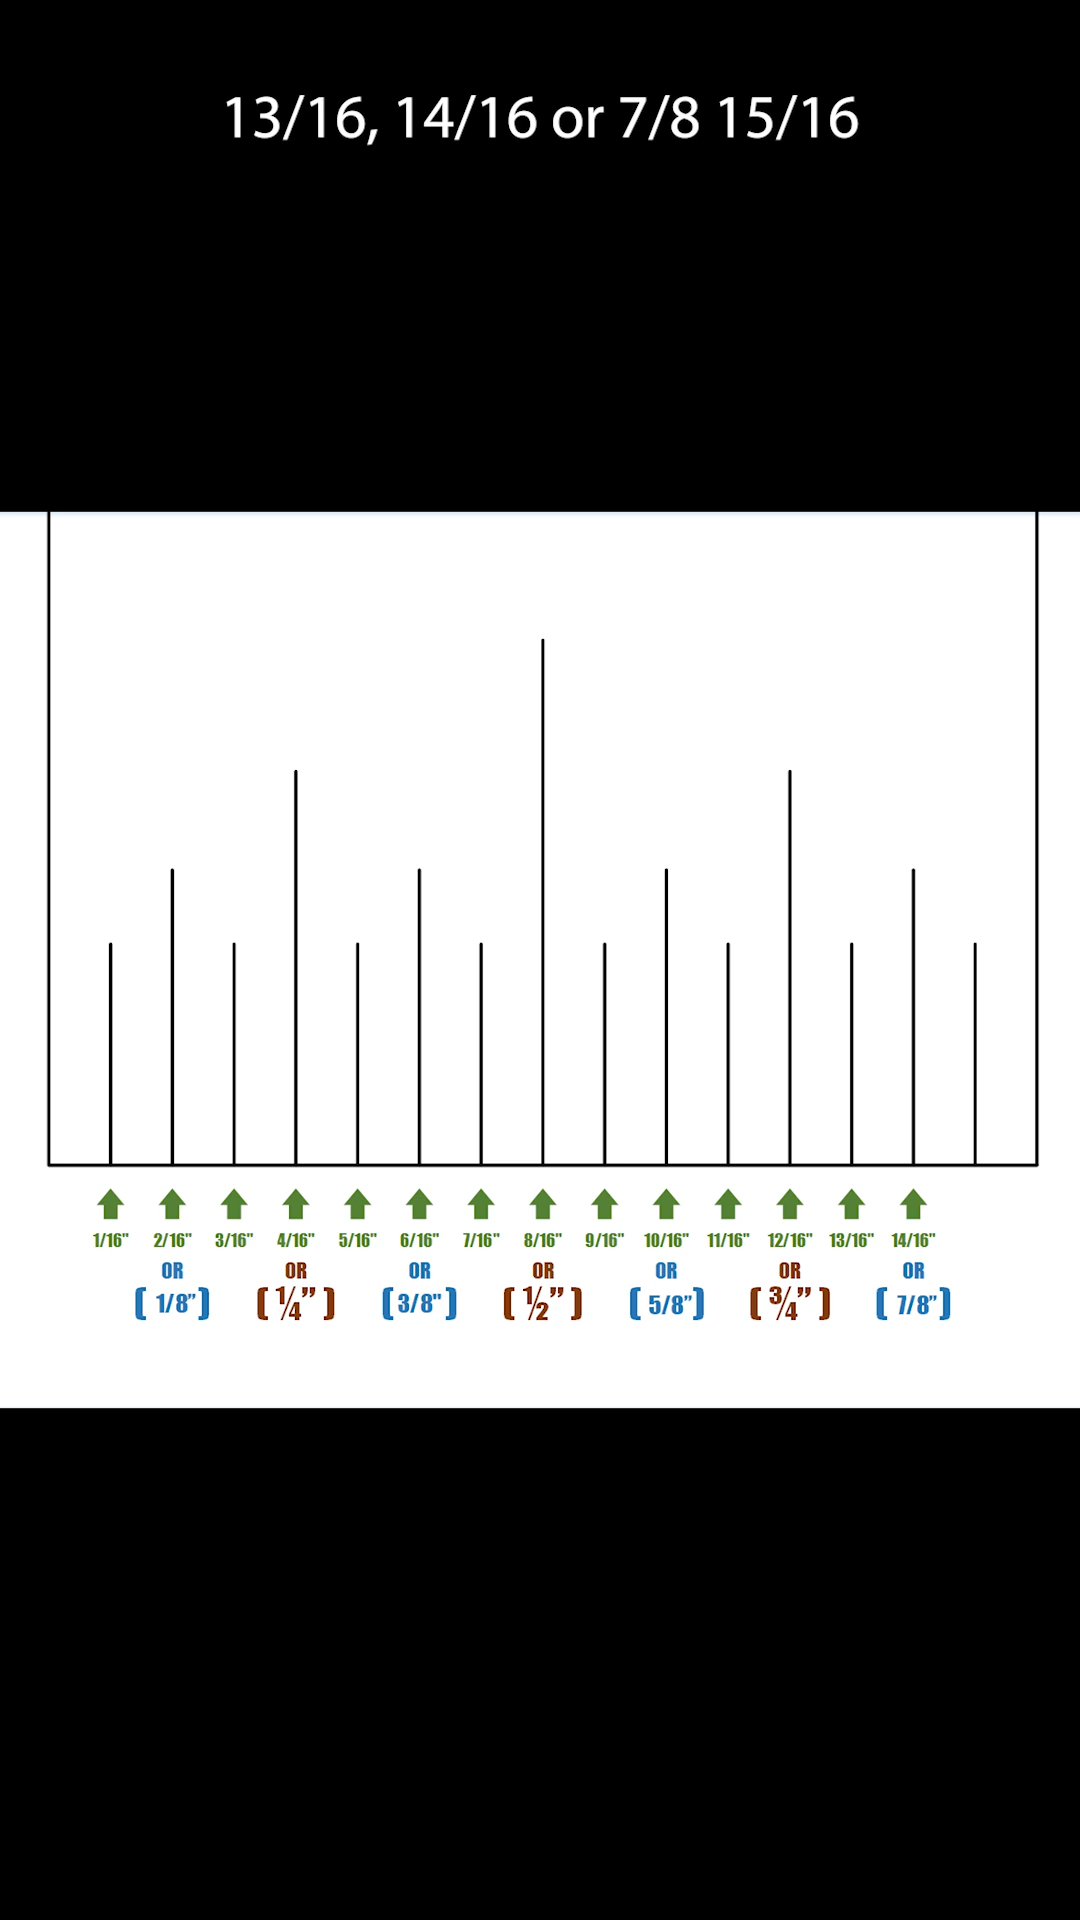 13/16, 14/16 or 7/8 15/16
1/16" 2/16" 3/16" 4/16" 5/16" 6/16" 7/16" 8/16" 9/16" 10/16" 11/16" 12/16" 13/16" 14/16"
OR OR OR OR OR OR OR
( 1/8”) ( ¼” ) ( 3/8" ) ( ½” ) ( 5/8”) ( ¾” ) ( 7/8”)